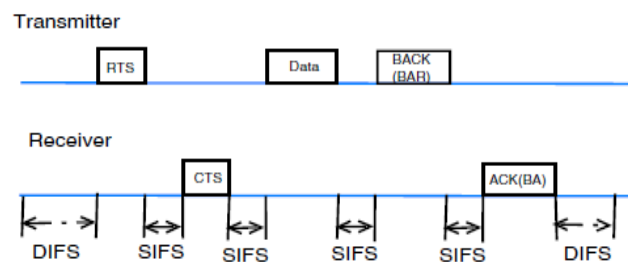 Transmitter
RTS
Data
BACK
(BAR)
Receiver
CTS
ACK(BA)
DIFS
SIFS
SIFS
SIFS
SIFS
DIFS